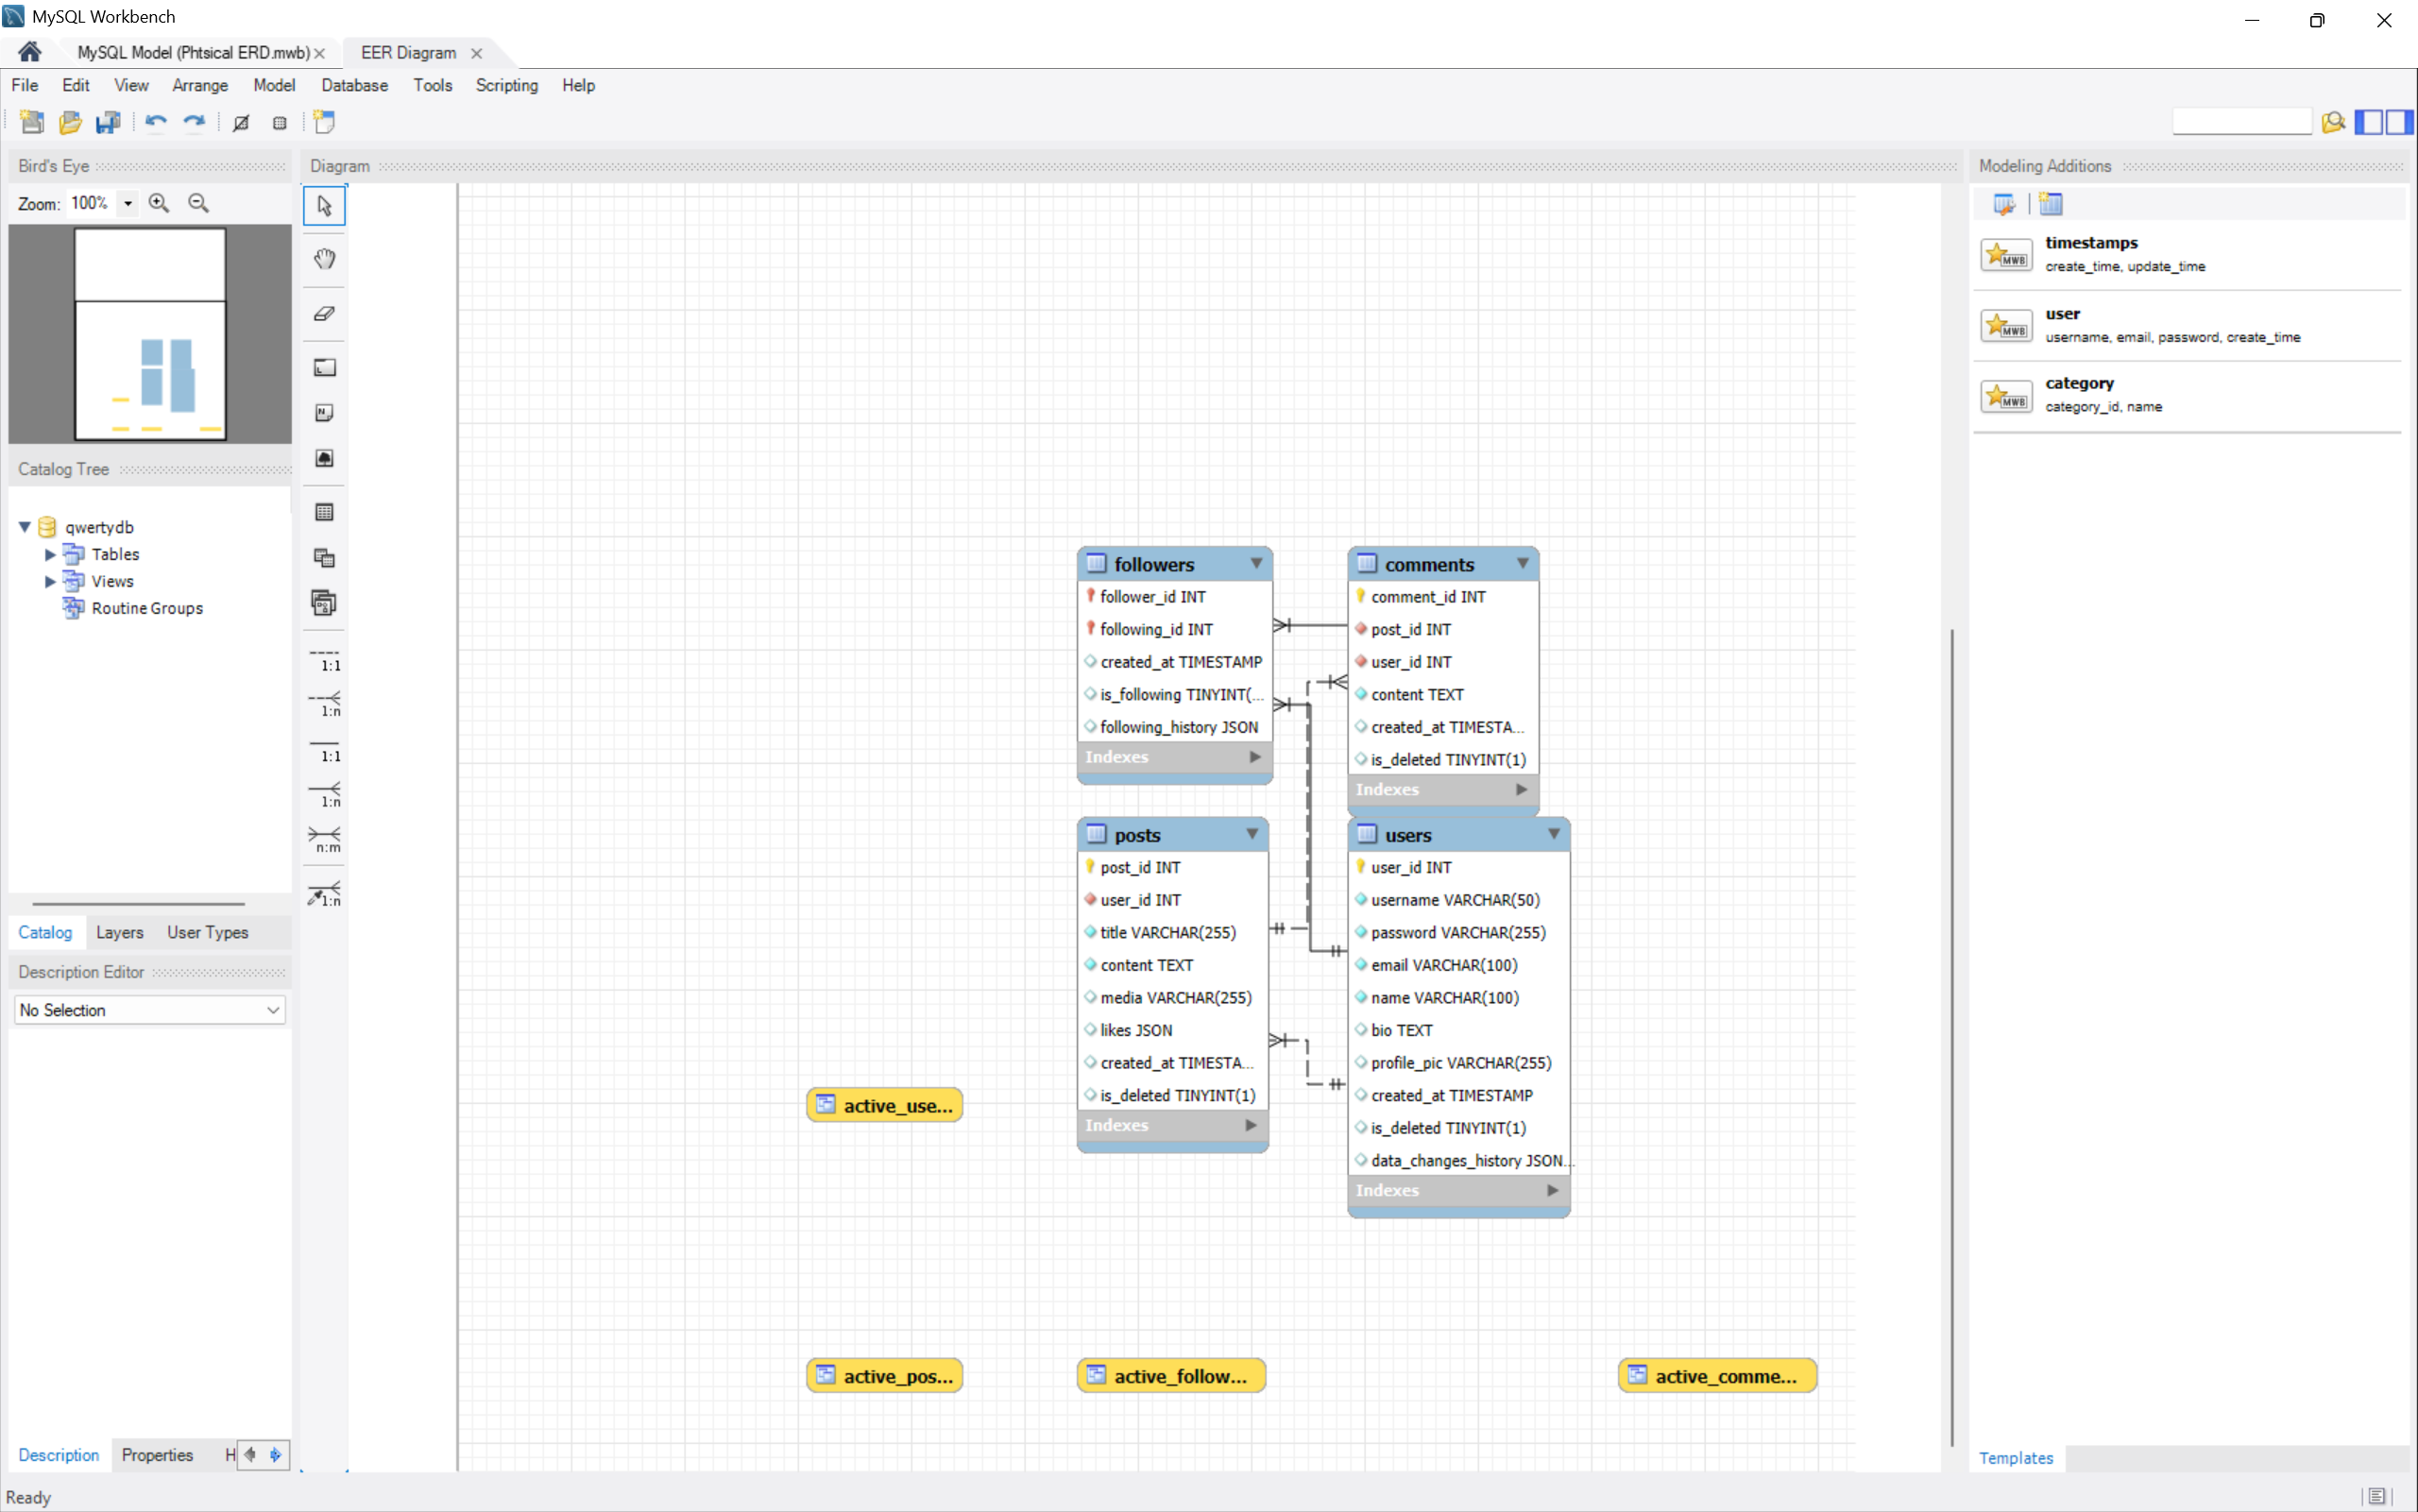 MySQL Workbench
MySQL Model (Phtsical ERD.mwb)
EER Diagram
File Edit View Arrange Model Database Tools Scripting Help
Bird's Eye
Zoom: 100%
Catalog Tree
qwertydb
Tables
Views
Routine Groups
Catalog Layers User Types
Description Editor
No Selection
Description Properties H
Ready
Diagram
1:1
1:n
1:1
1:n
n:m
1:n
followers
follower_id INT
following_id INT
created_at TIMESTAMP
is_following TINYINT(...
following_history JSON
Indexes
comments
comment_id INT
post_id INT
user_id INT
content TEXT
created_at TIMESTA...
is_deleted TINYINT(1)
Indexes
posts
post_id INT
user_id INT
title VARCHAR(255)
content TEXT
media VARCHAR(255)
likes JSON
created_at TIMESTA...
is_deleted TINYINT(1)
Indexes
users
user_id INT
username VARCHAR(50)
password VARCHAR(255)
email VARCHAR(100)
name VARCHAR(100)
bio TEXT
profile_pic VARCHAR(255)
created_at TIMESTAMP
is_deleted TINYINT(1)
data_changes_history JSON...
Indexes
active_use...
active_pos...
active_follow...
active_comme...
Modeling Additions
MWB
timestamps
create_time, update_time
MWB
user
username, email, password, create_time
MWB
category
category_id, name
Templates